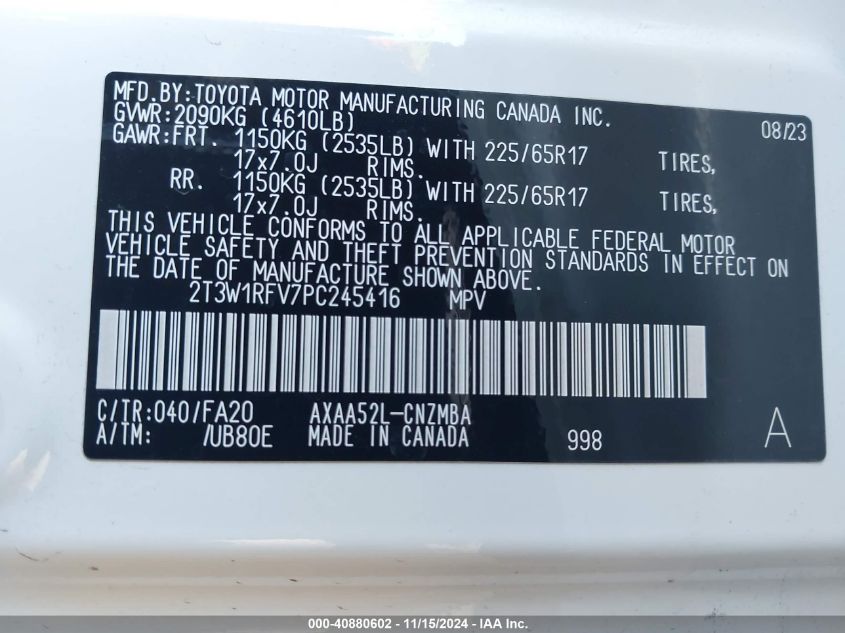 MFD.BY:TOYOTA MOTOR MANUFACTURING CANADA INC. 08/23
GVWR:2090KG (4610LB)
GAWR:FRT. 1150KG (2535LB) WITH 225/65R17 TIRES,
17x7.0J RIMS.
RR. 1150KG (2535LB) WITH 225/65R17 TIRES,
17x7.0J RIMS.
THIS VEHICLE CONFORMS TO ALL APPLICABLE FEDERAL MOTOR
VEHICLE SAFETY AND THEFT PREVENTION STANDARDS IN EFFECT ON
THE DATE OF MANUFACTURE SHOWN ABOVE.
2T3W1RFV7PC245416 MPV
C/TR:040/FA20 AXAA52L-CNZMBA
A/TM: /UB80E MADE IN CANADA 998 A
000-40880602 - 11/15/2024 - IAA Inc.